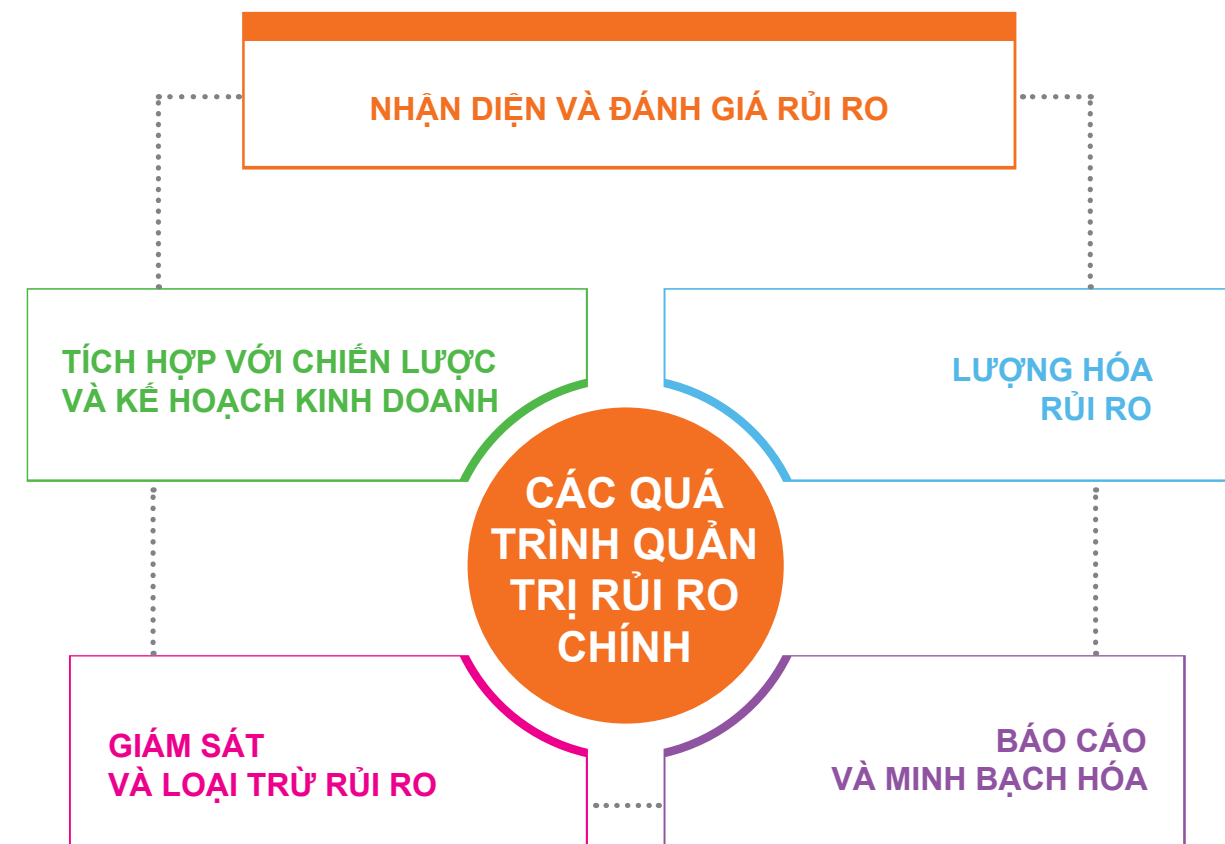 NHẬN DIỆN VÀ ĐÁNH GIÁ RỦI RO
TÍCH HỢP VỚI CHIẾN LƯỢC
VÀ KẾ HOẠCH KINH DOANH
LƯỢNG HÓA
RỦI RO
CÁC QUÁ
TRÌNH QUẢN
TRỊ RỦI RO
CHÍNH
GIÁM SÁT
VÀ LOẠI TRỪ RỦI RO
BÁO CÁO
VÀ MINH BẠCH HÓA